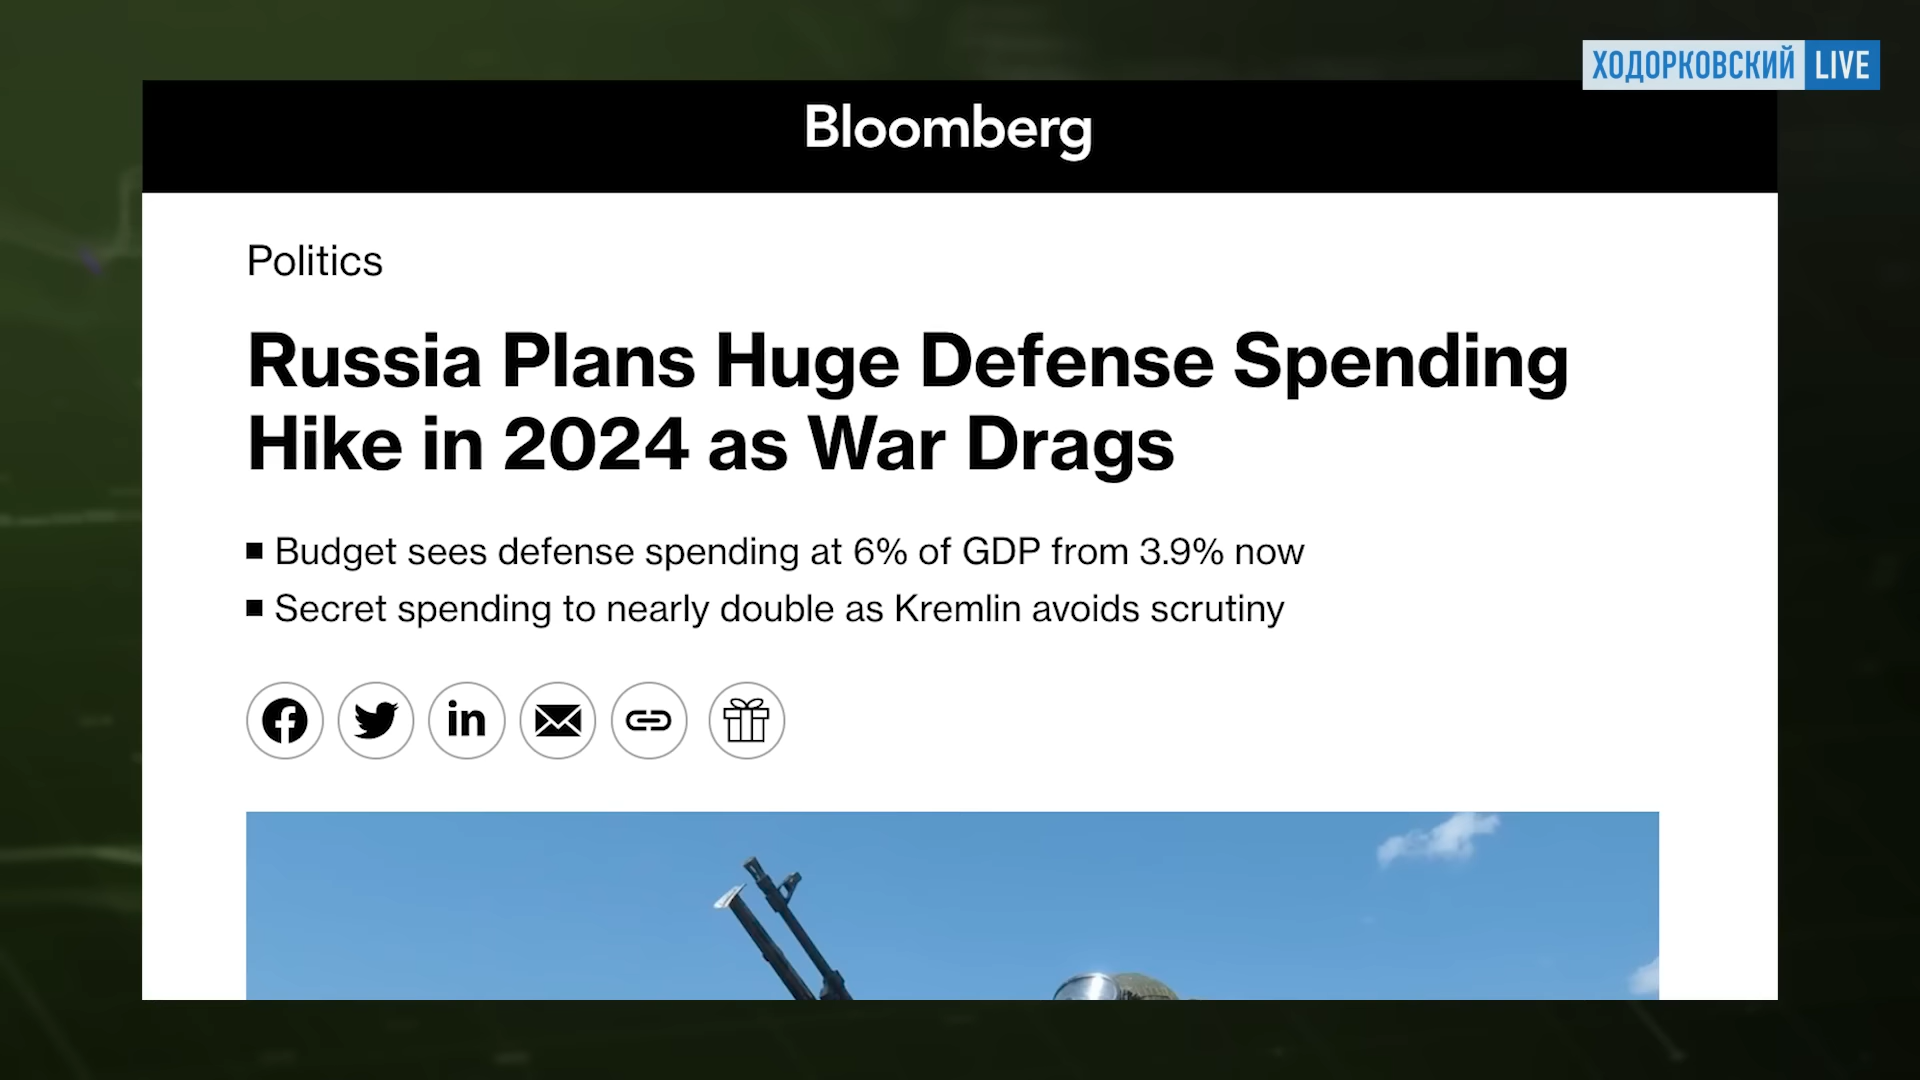 ХОДОРКОВСКИЙ LIVE
Bloomberg
Politics
Russia Plans Huge Defense Spending
Hike in 2024 as War Drags
Budget sees defense spending at 6% of GDP from 3.9% now
Secret spending to nearly double as Kremlin avoids scrutiny
in